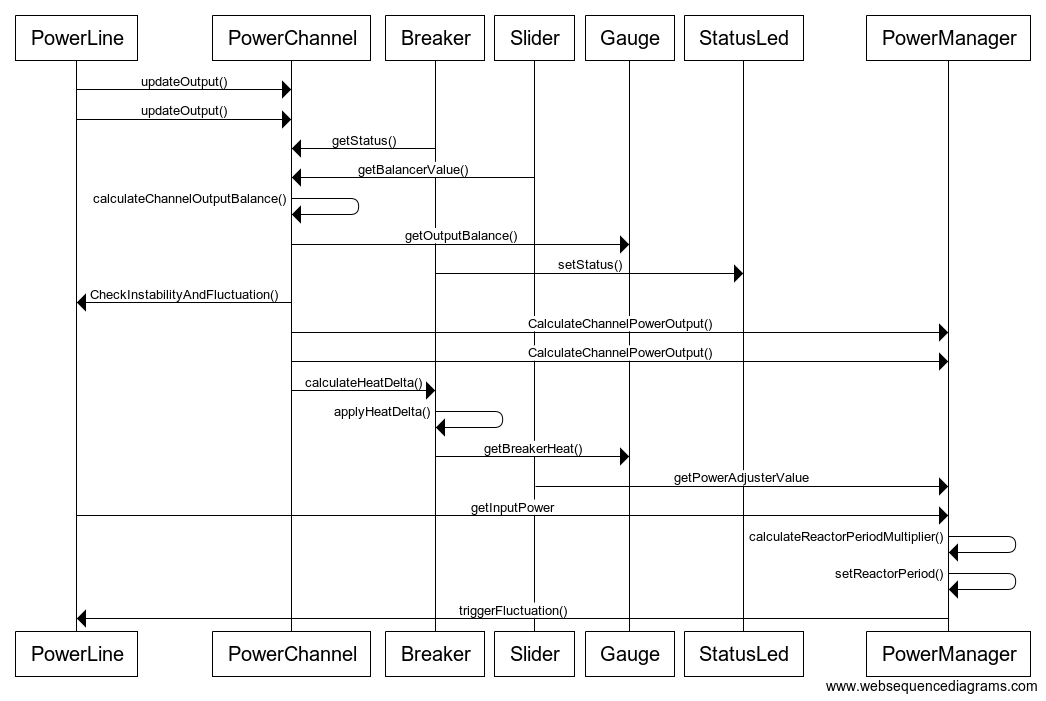 PowerLine PowerChannel Breaker Slider Gauge StatusLed PowerManager
updateOutput()
updateOutput()
getStatus()
getBalancerValue()
calculateChannelOutputBalance()
getOutputBalance()
setStatus()
CheckInstabilityAndFluctuation()
CalculateChannelPowerOutput()
CalculateChannelPowerOutput()
calculateHeatDelta()
applyHeatDelta()
getBreakerHeat()
getPowerAdjusterValue
getInputPower
calculateReactorPeriodMultiplier()
setReactorPeriod()
triggerFluctuation()
PowerLine PowerChannel Breaker Slider Gauge StatusLed PowerManager
www.websequencediagrams.com